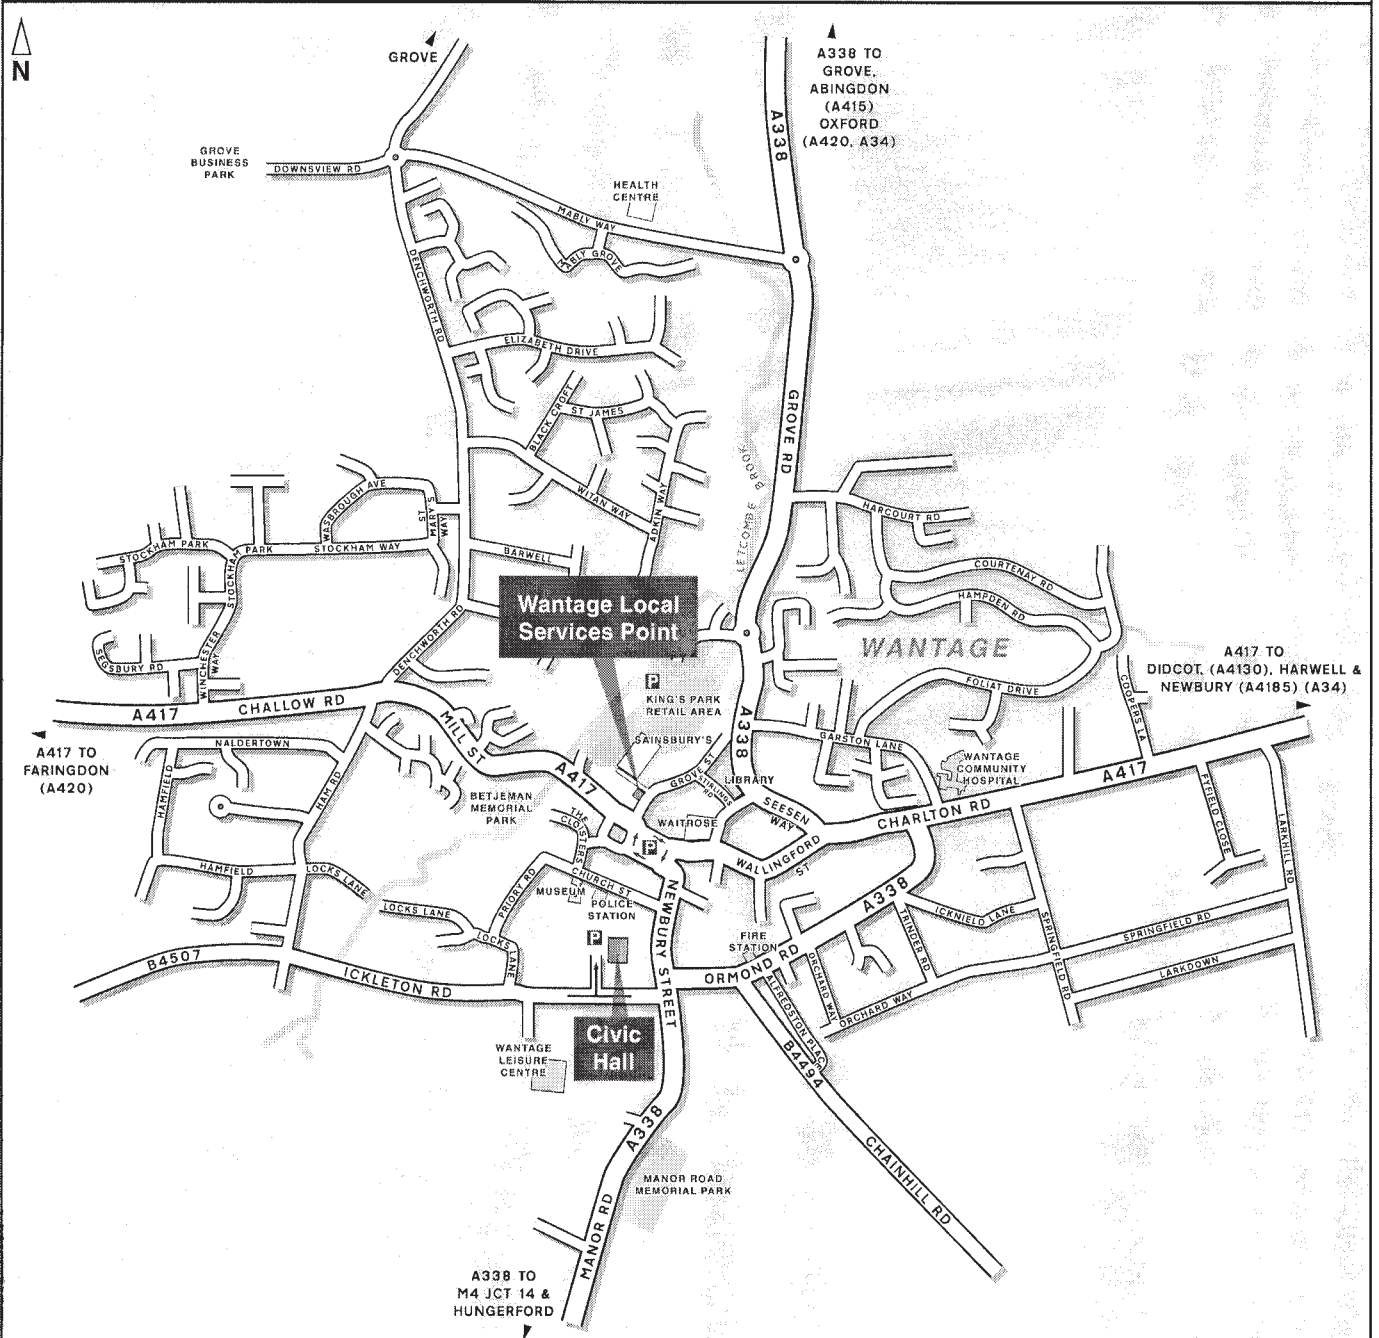 N
GROVE
A338 TO
GROVE,
ABINGDON
(A415)
OXFORD
(A420, A34)
A338
GROVE
BUSINESS
PARK
DOWNSVIEW RD
HEALTH
CENTRE
MABLY WAY
MABLY GROVE
DENCHWORTH RD
ELIZABETH DRIVE
BLACK CROFT
ST JAMES
GROVE RD
LETCOMBE BROOK
WITAN WAY
ADKIN WAY
WASBROUGH AVE
ST MARY'S WAY
HARCOURT RD
STOCKHAM PARK
STOCKHAM PARK
STOCKHAM WAY
BARWELL
COURTENAY RD
HAMPDEN RD
Wantage Local
Services Point
WANTAGE
STOCKHAM
WINCHESTER WAY
SEGSBURY RD
DENCHWORTH RD
A417 TO
DIDCOT, (A4130), HARWELL &
NEWBURY (A4185) (A34)
FOLIAT DRIVE
COOPERS LA
P
KING'S PARK
RETAIL AREA
A417
CHALLOW RD
MILL ST
SAINSBURY'S
A338
GARSTON LANE
A417 TO
FARINGDON
(A420)
NALDERTOWN
HAMFIELD
HAM RD
A417
GROVE ST
STIRLINGS RD
LIBRARY
SEESEN
WAY
WANTAGE
COMMUNITY
HOSPITAL
A417
CHARLTON RD
BETJEMAN
MEMORIAL
PARK
THE CLOISTERS
WAITROSE
P
WALLINGFORD
ST
FYFIELD CLOSE
LARKHILL RD
HAMFIELD
LOCKS LANE
LOCKS LANE
LOCKS LANE
PRIORY RD
CHURCH ST
MUSEUM
POLICE
STATION
NEWBURY STREET
A338
ICKNIELD LANE
TRINDER RD
SPRINGFIELD RD
SPRINGFIELD RD
LARKDOWN
P
FIRE
STATION
ORMOND RD
ORCHARD WAY
ORCHARD WAY
ALFREDSTON PLACE
B4507
ICKLETON RD
Civic
Hall
WANTAGE
LEISURE
CENTRE
B4494
CHAINHILL RD
A338
MANOR ROAD
MEMORIAL PARK
MANOR RD
A338 TO
M4 JCT 14 &
HUNGERFORD